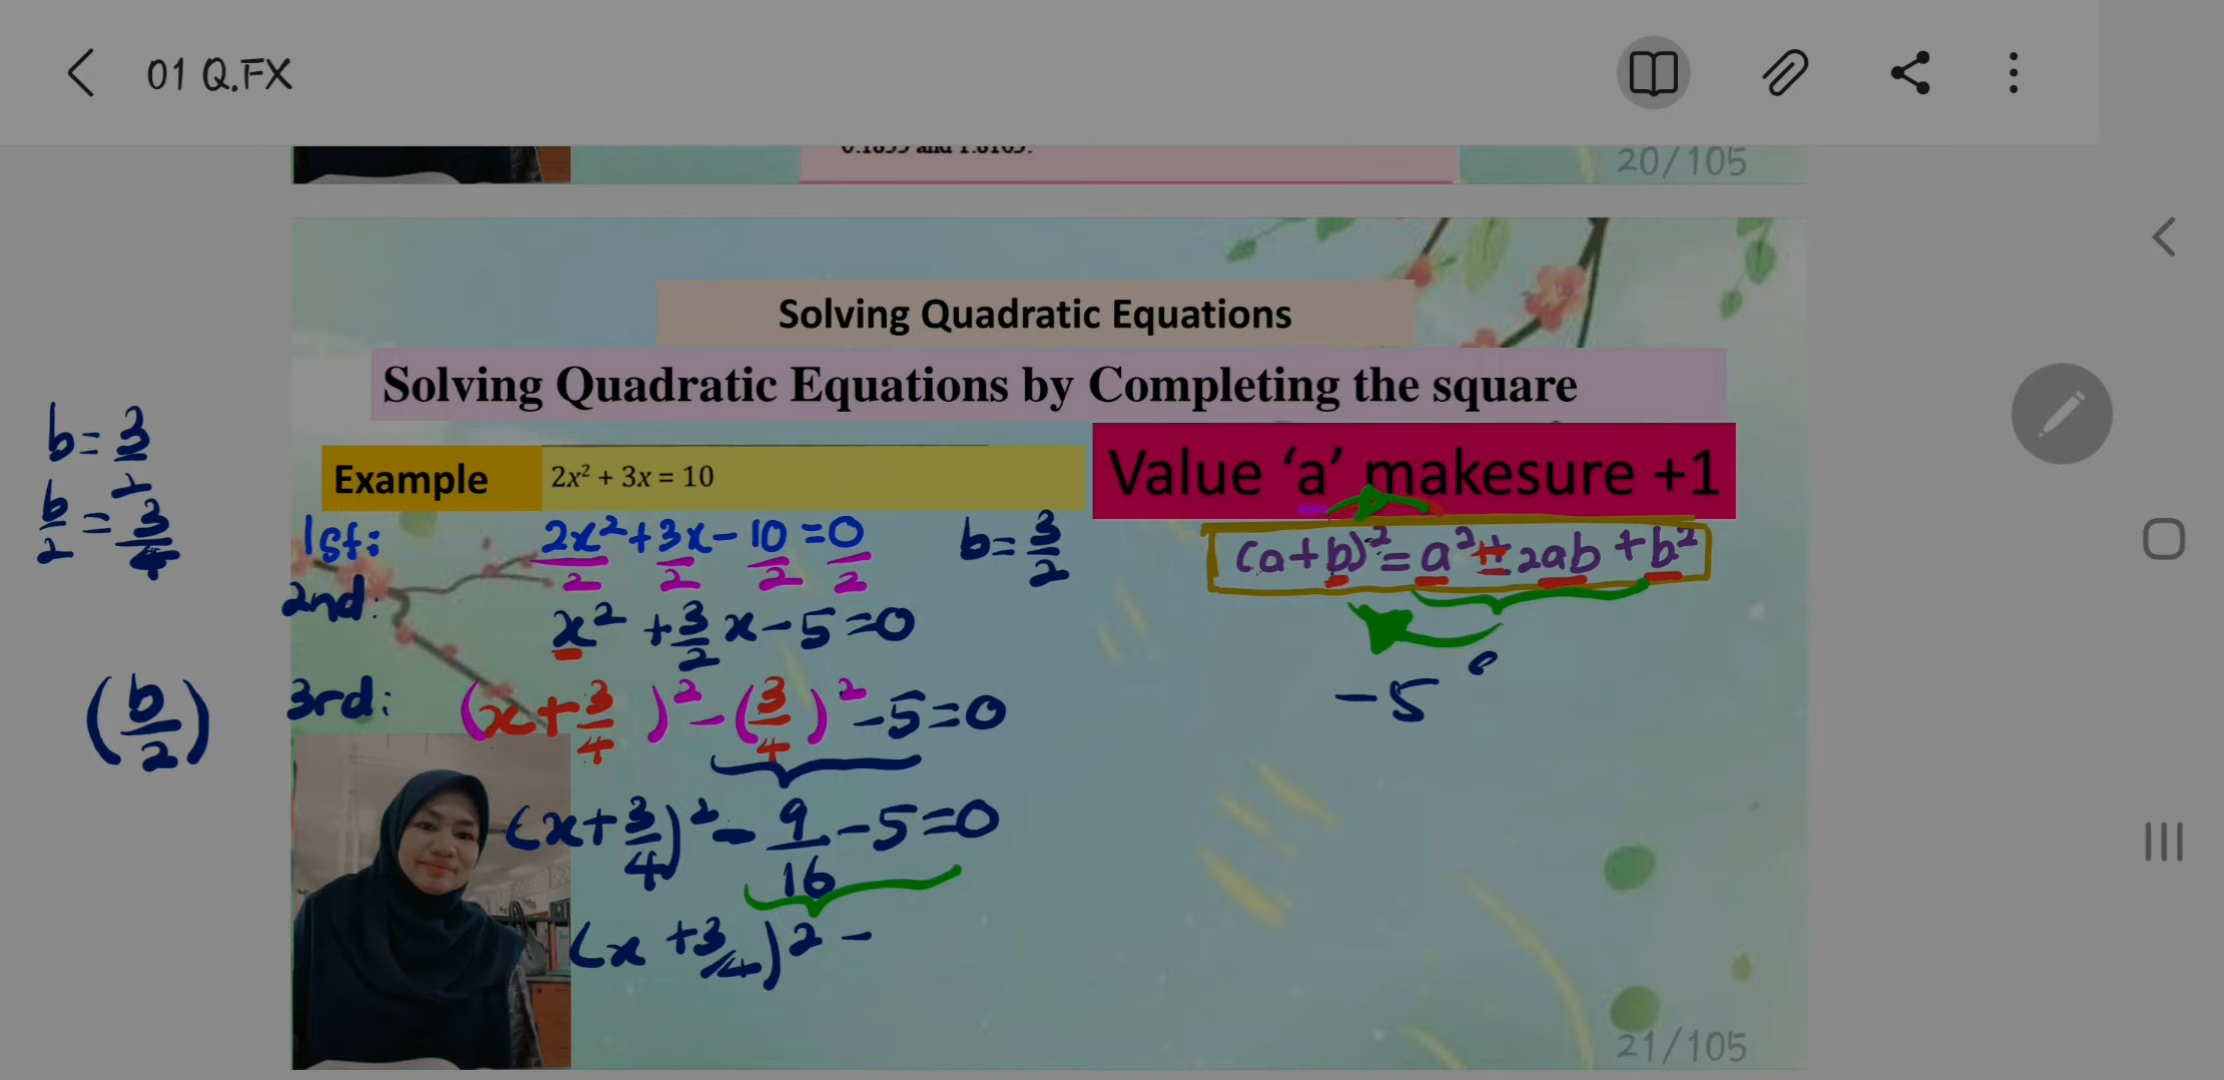 01 Q.FX
20/105
Solving Quadratic Equations
Solving Quadratic Equations by Completing the square
Example 2x² + 3x = 10
Value ‘a’ makesure +1
b = 3/2
b/2 = 3/4
(b/2)
1st: 2x²/2 + 3x/2 - 10/2 = 0/2
b = 3/2
(a+b)² = a² + 2ab + b²
2nd: x² + 3/2 x - 5 = 0
3rd: (x + 3/4)² - (3/4)² - 5 = 0
-5
(x + 3/4)² - 9/16 - 5 = 0
(x + 3/4)² -
21/105